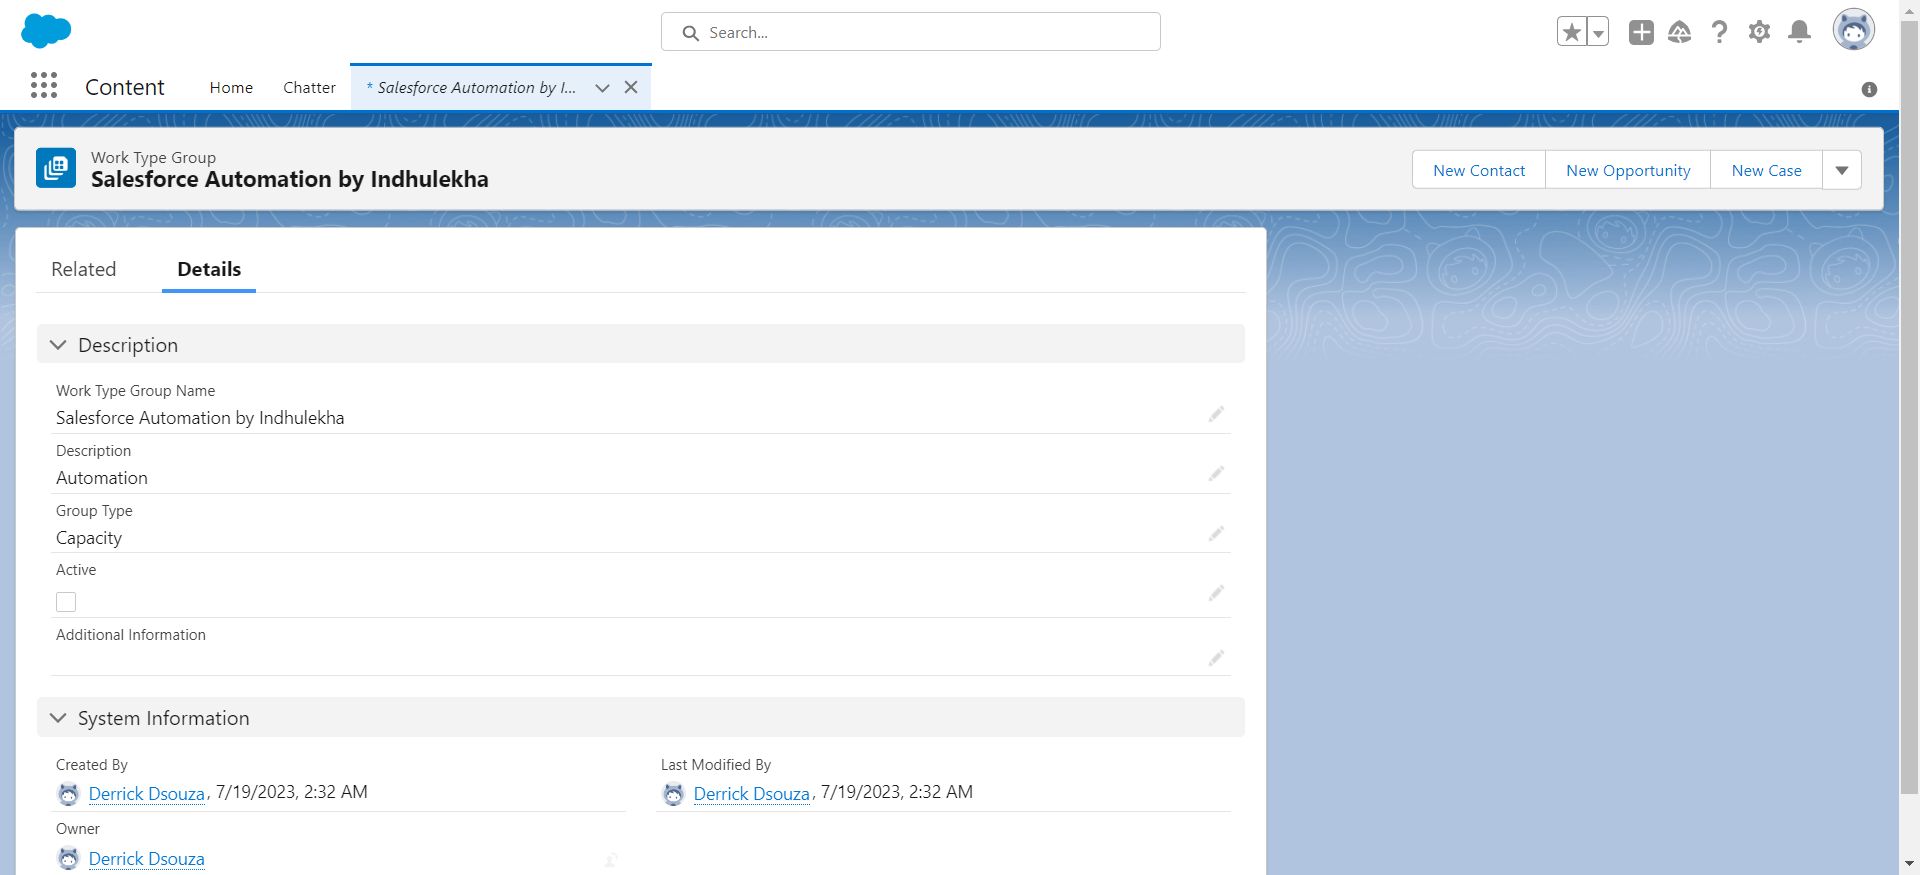 Search...
Content
Home
Chatter
* Salesforce Automation by I...
Work Type Group
Salesforce Automation by Indhulekha
New Contact
New Opportunity
New Case
Related
Details
Description
Work Type Group Name
Salesforce Automation by Indhulekha
Description
Automation
Group Type
Capacity
Active
Additional Information
System Information
Created By
Derrick Dsouza, 7/19/2023, 2:32 AM
Last Modified By
Derrick Dsouza, 7/19/2023, 2:32 AM
Owner
Derrick Dsouza